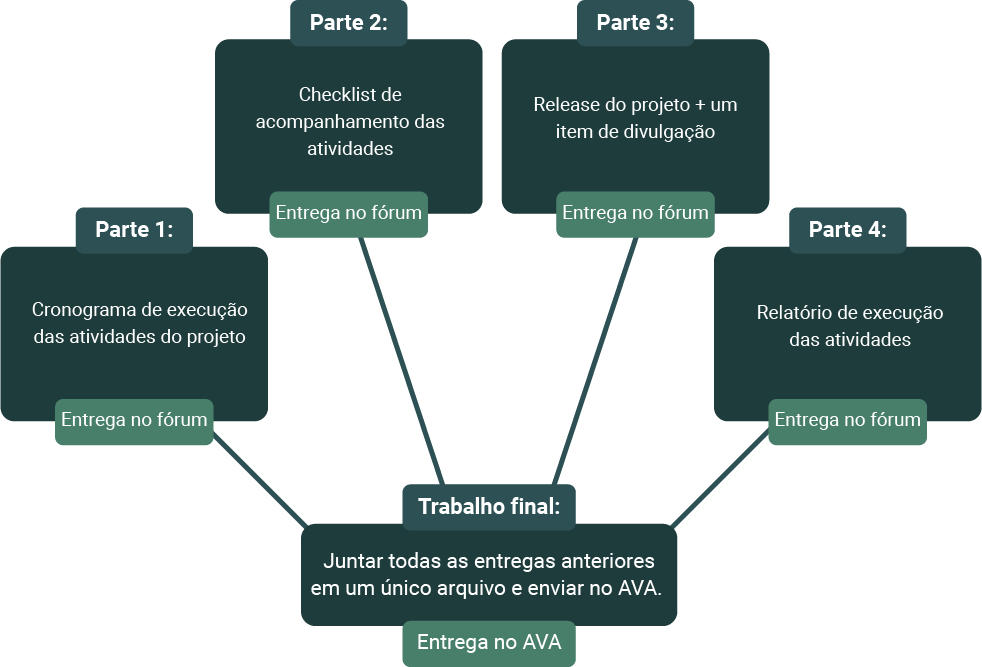 Parte 1:
Cronograma de execução
das atividades do projeto
Entrega no fórum
Parte 2:
Checklist de
acompanhamento das
atividades
Entrega no fórum
Parte 3:
Release do projeto + um
item de divulgação
Entrega no fórum
Parte 4:
Relatório de execução
das atividades
Entrega no fórum
Trabalho final:
Juntar todas as entregas anteriores
em um único arquivo e enviar no AVA.
Entrega no AVA